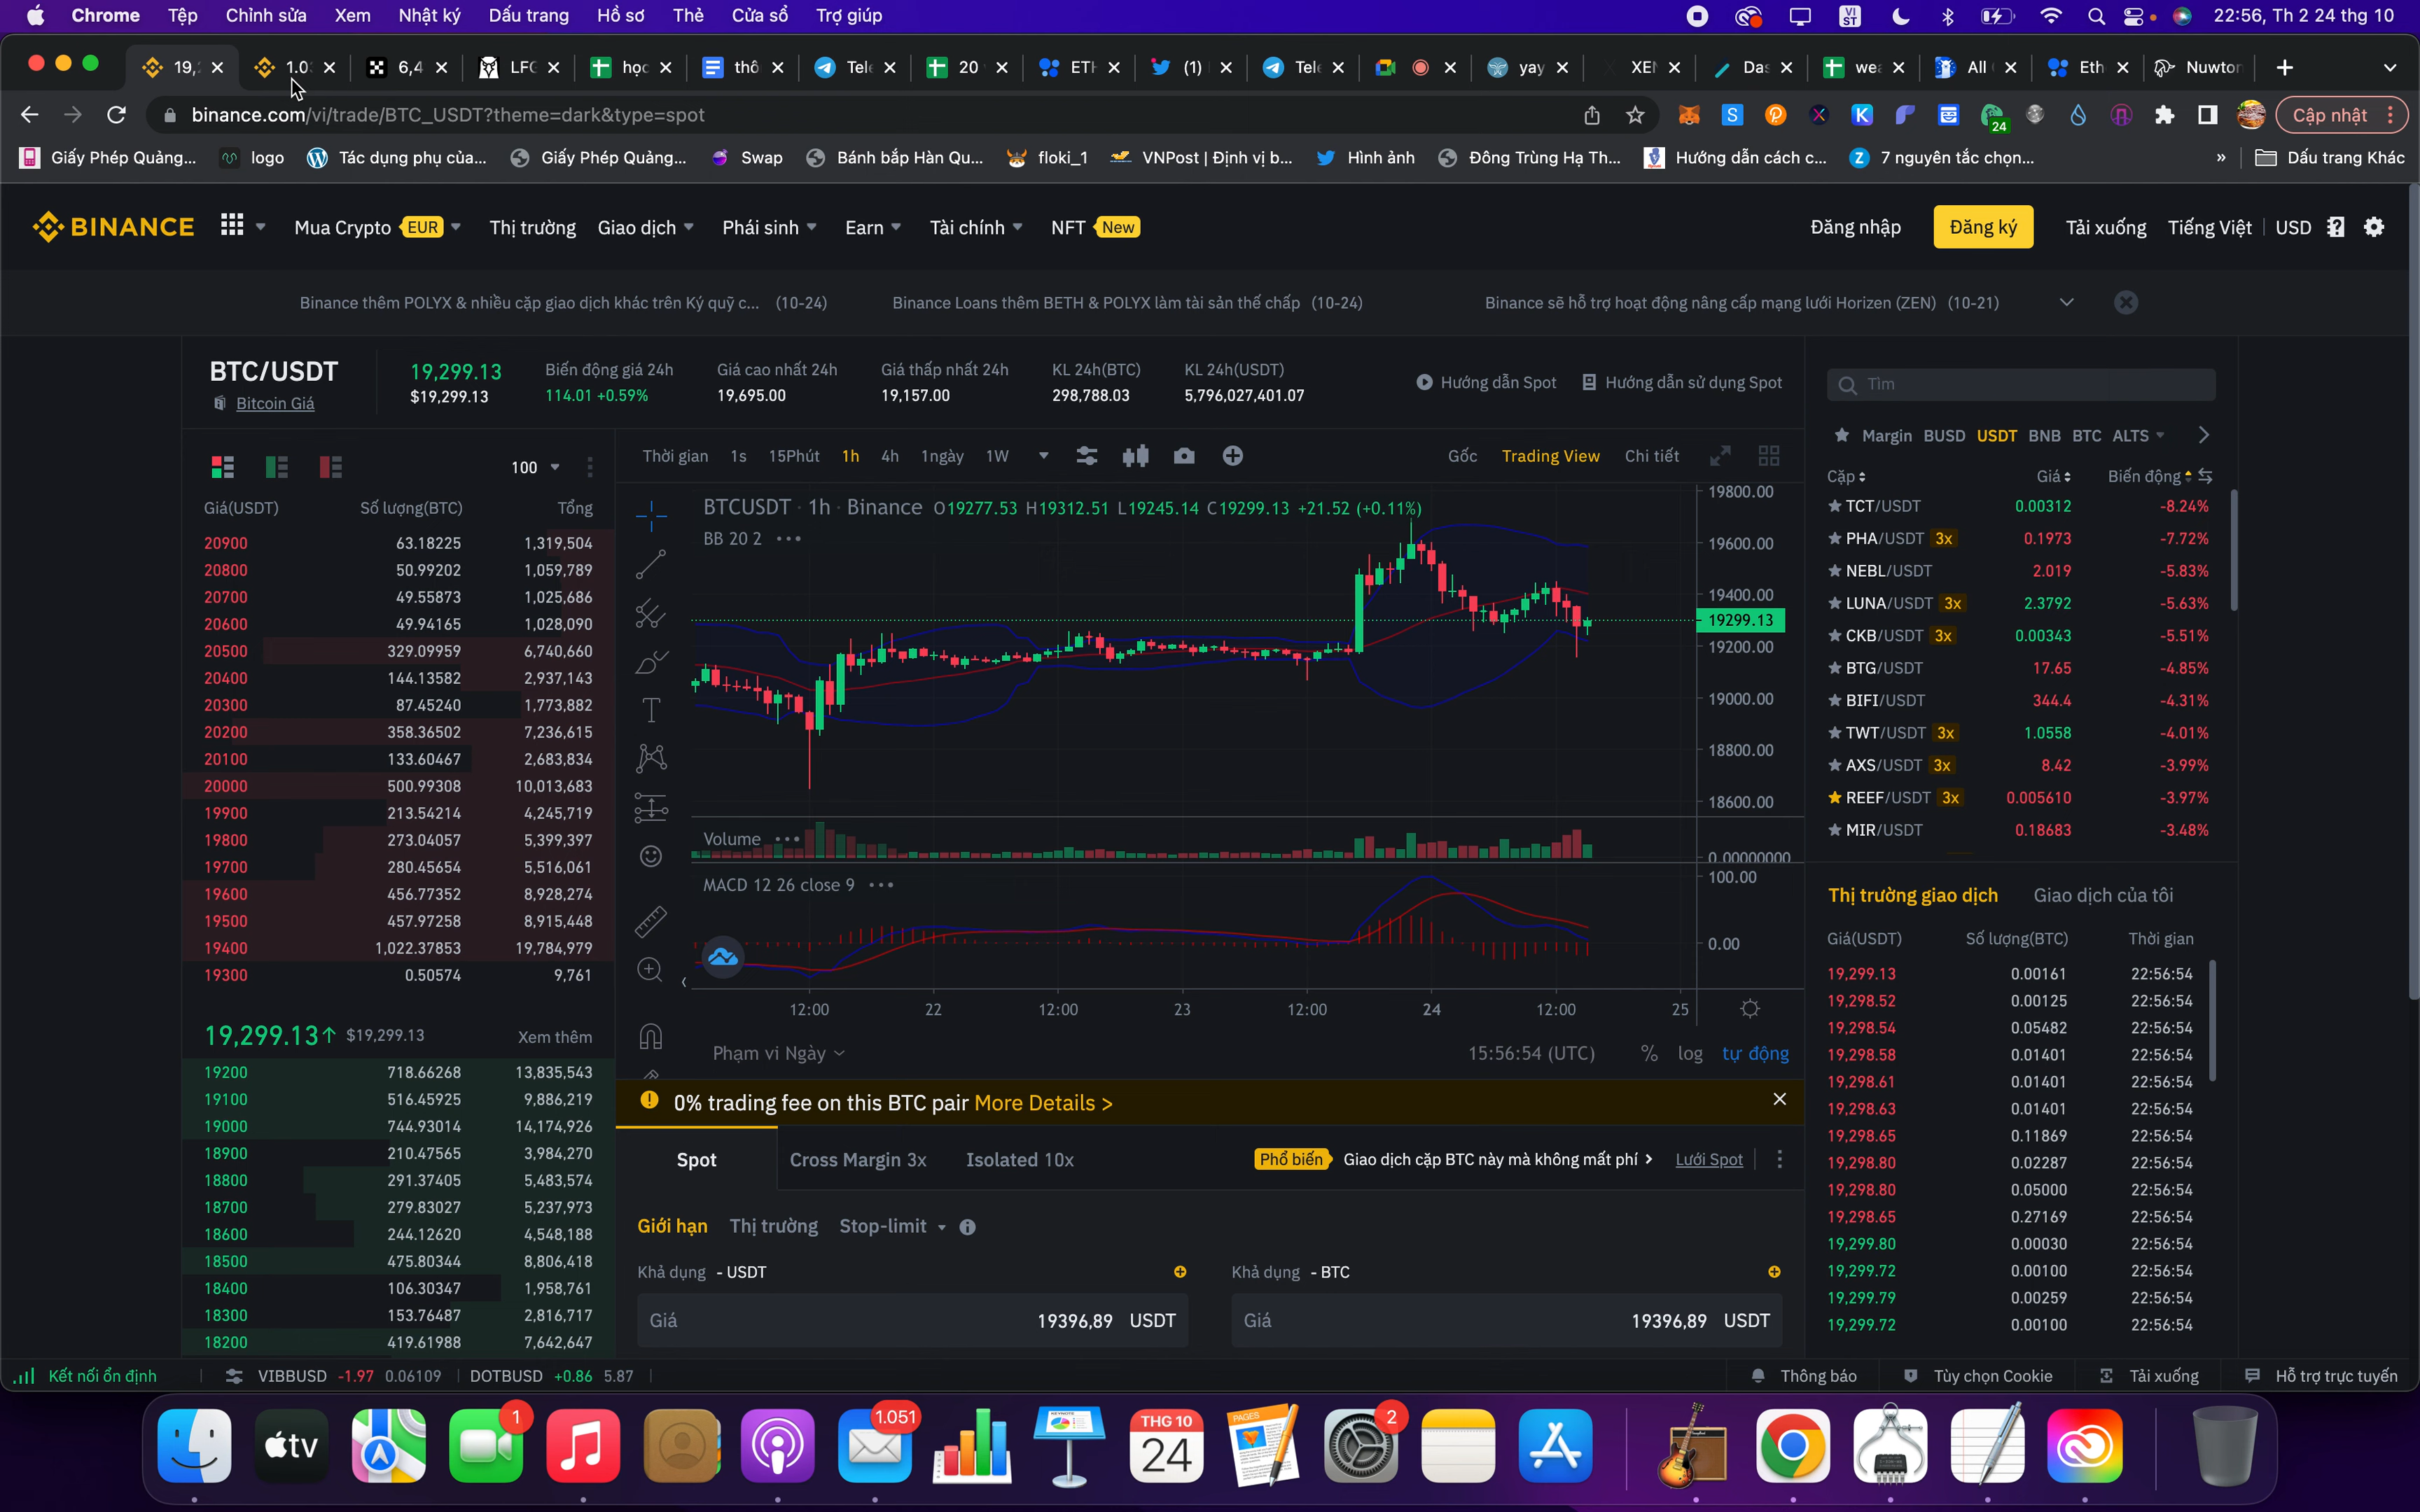 Chrome Tệp Chỉnh sửa Xem Nhật ký Dấu trang Hồ sơ Thẻ Cửa sổ Trợ giúp
VI ST
22:56, Th 2 24 thg 10
19, 1.0 6,4 LFG học thô Tele 20 ETH (1) Tele yay XEN Das wea All Eth Nuwton
binance.com/vi/trade/BTC_USDT?theme=dark&type=spot
24
Cập nhật
Giấy Phép Quảng... logo Tác dụng phụ của... Giấy Phép Quảng... Swap Bánh bắp Hàn Qu... floki_1 VNPost | Định vị b... Hình ảnh Đông Trùng Hạ Th... Hướng dẫn cách c... 7 nguyên tắc chọn... » Dấu trang Khác
BINANCE Mua Crypto EUR Thị trường Giao dịch Phái sinh Earn Tài chính NFT New Đăng nhập Đăng ký Tải xuống Tiếng Việt USD
Binance thêm POLYX & nhiều cặp giao dịch khác trên Ký quỹ c... (10-24) Binance Loans thêm BETH & POLYX làm tài sản thế chấp (10-24) Binance sẽ hỗ trợ hoạt động nâng cấp mạng lưới Horizen (ZEN) (10-21)
BTC/USDT
Bitcoin Giá
19,299.13
$19,299.13
Biến động giá 24h
114.01 +0.59%
Giá cao nhất 24h
19,695.00
Giá thấp nhất 24h
19,157.00
KL 24h(BTC)
298,788.03
KL 24h(USDT)
5,796,027,401.07
Hướng dẫn Spot
Hướng dẫn sử dụng Spot
100
Giá(USDT) Số lượng(BTC) Tổng
20900 63.18225 1,319,504
20800 50.99202 1,059,789
20700 49.55873 1,025,686
20600 49.94165 1,028,090
20500 329.09959 6,740,660
20400 144.13582 2,937,143
20300 87.45240 1,773,882
20200 358.36502 7,236,615
20100 133.60467 2,683,834
20000 500.99308 10,013,683
19900 213.54214 4,245,719
19800 273.04057 5,399,397
19700 280.45654 5,516,061
19600 456.77352 8,928,274
19500 457.97258 8,915,448
19400 1,022.37853 19,784,979
19300 0.50574 9,761
19,299.13↑ $19,299.13 Xem thêm
19200 718.66268 13,835,543
19100 516.45925 9,886,219
19000 744.93014 14,174,926
18900 210.47565 3,984,270
18800 291.37405 5,483,574
18700 279.83027 5,237,973
18600 244.12620 4,548,188
18500 475.80344 8,806,418
18400 106.30347 1,958,761
18300 153.76487 2,816,717
18200 419.61988 7,642,647
Thời gian 1s 15Phút 1h 4h 1ngày 1W Gốc Trading View Chi tiết
BTCUSDT · 1h · Binance O19277.53 H19312.51 L19245.14 C19299.13 +21.52 (+0.11%)
BB 20 2
19800.00
19600.00
19400.00
19299.13
19200.00
19000.00
18800.00
18600.00
Volume
0.00000000
MACD 12 26 close 9
100.00
0.00
12:00 22 12:00 23 12:00 24 12:00 25
Phạm vi Ngày 15:56:54 (UTC) % log tự động
0% trading fee on this BTC pair More Details >
Spot Cross Margin 3x Isolated 10x Phổ biến Giao dịch cặp BTC này mà không mất phí Lưới Spot
Giới hạn Thị trường Stop-limit
Khả dụng - USDT
Giá 19396,89 USDT
Khả dụng - BTC
Giá 19396,89 USDT
Tìm
Margin BUSD USDT BNB BTC ALTS
Cặp Giá Biến động
TCT/USDT 0.00312 -8.24%
PHA/USDT 3x 0.1973 -7.72%
NEBL/USDT 2.019 -5.83%
LUNA/USDT 3x 2.3792 -5.63%
CKB/USDT 3x 0.00343 -5.51%
BTG/USDT 17.65 -4.85%
BIFI/USDT 344.4 -4.31%
TWT/USDT 3x 1.0558 -4.01%
AXS/USDT 3x 8.42 -3.99%
REEF/USDT 3x 0.005610 -3.97%
MIR/USDT 0.18683 -3.48%
Thị trường giao dịch Giao dịch của tôi
Giá(USDT) Số lượng(BTC) Thời gian
19,299.13 0.00161 22:56:54
19,298.52 0.00125 22:56:54
19,298.54 0.05482 22:56:54
19,298.58 0.01401 22:56:54
19,298.61 0.01401 22:56:54
19,298.63 0.01401 22:56:54
19,298.65 0.11869 22:56:54
19,298.80 0.02287 22:56:54
19,298.80 0.05000 22:56:54
19,298.65 0.27169 22:56:54
19,299.80 0.00030 22:56:54
19,299.72 0.00100 22:56:54
19,299.79 0.00259 22:56:54
19,299.72 0.00100 22:56:54
Kết nối ổn định VIBBUSD -1.97 0.06109 DOTBUSD +0.86 5.87 Thông báo Tùy chọn Cookie Tải xuống Hỗ trợ trực tuyến
tv 1 1.051 THG 10 24 PAGES 2